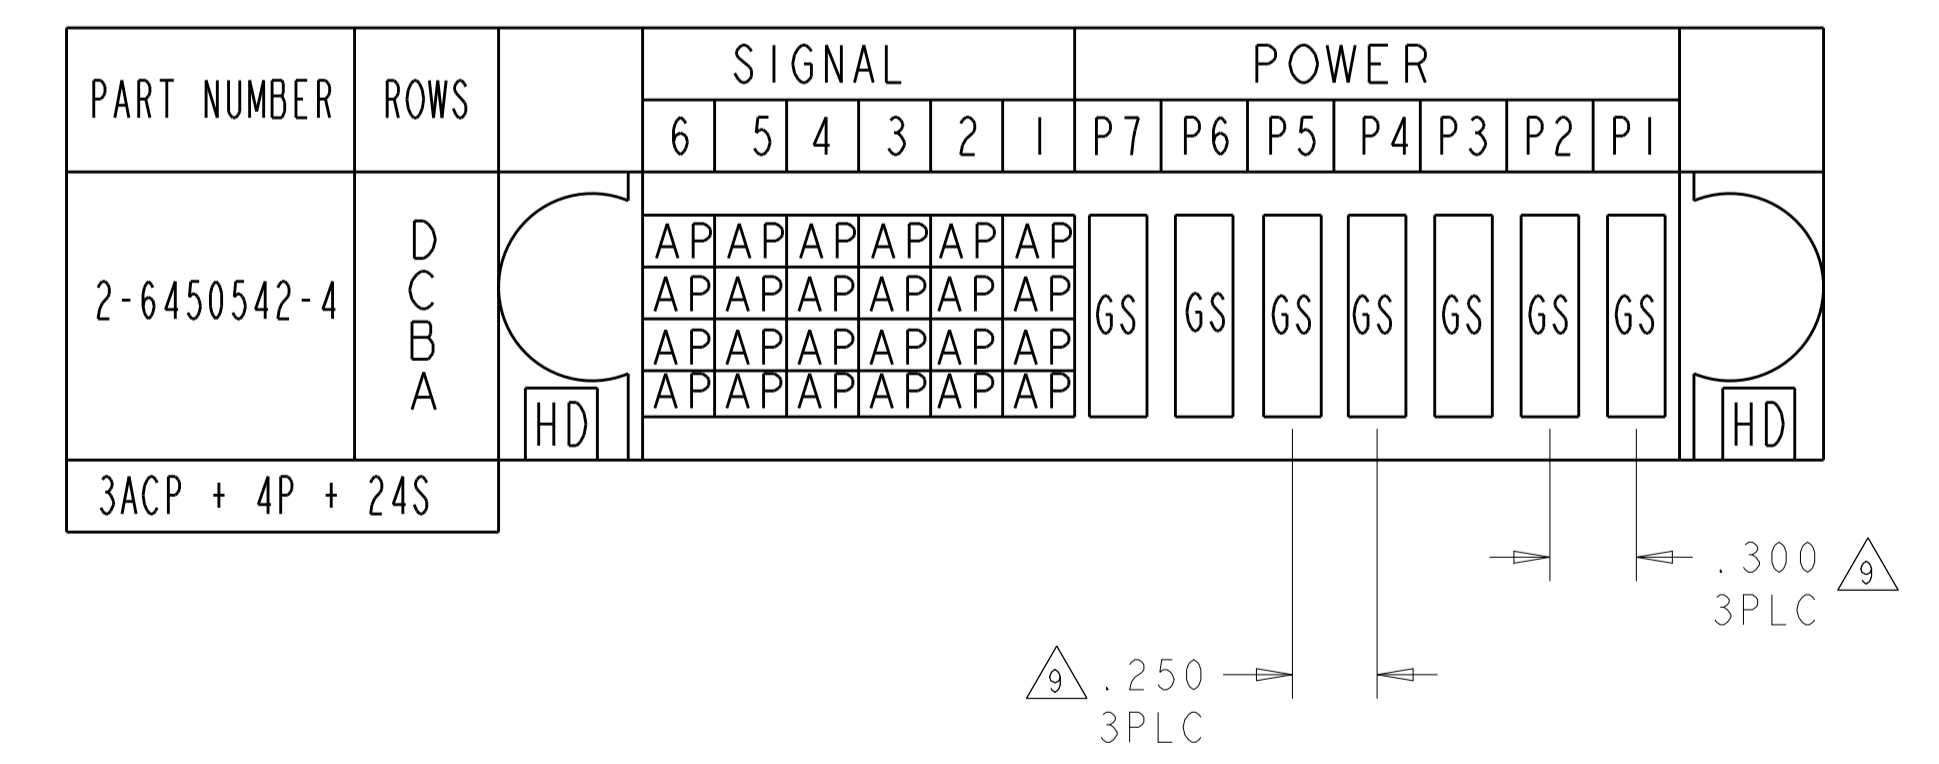 SIGNAL POWER
PART NUMBER ROWS
6 5 4 3 2 1 P7 P6 P5 P4 P3 P2 P1
D AP AP AP AP AP AP
C AP AP AP AP AP AP
2-6450542-4 GS GS GS GS GS GS GS
B AP AP AP AP AP AP
A AP AP AP AP AP AP
HD HD
3ACP + 4P + 24S
.300 9
3PLC
9 .250
3PLC